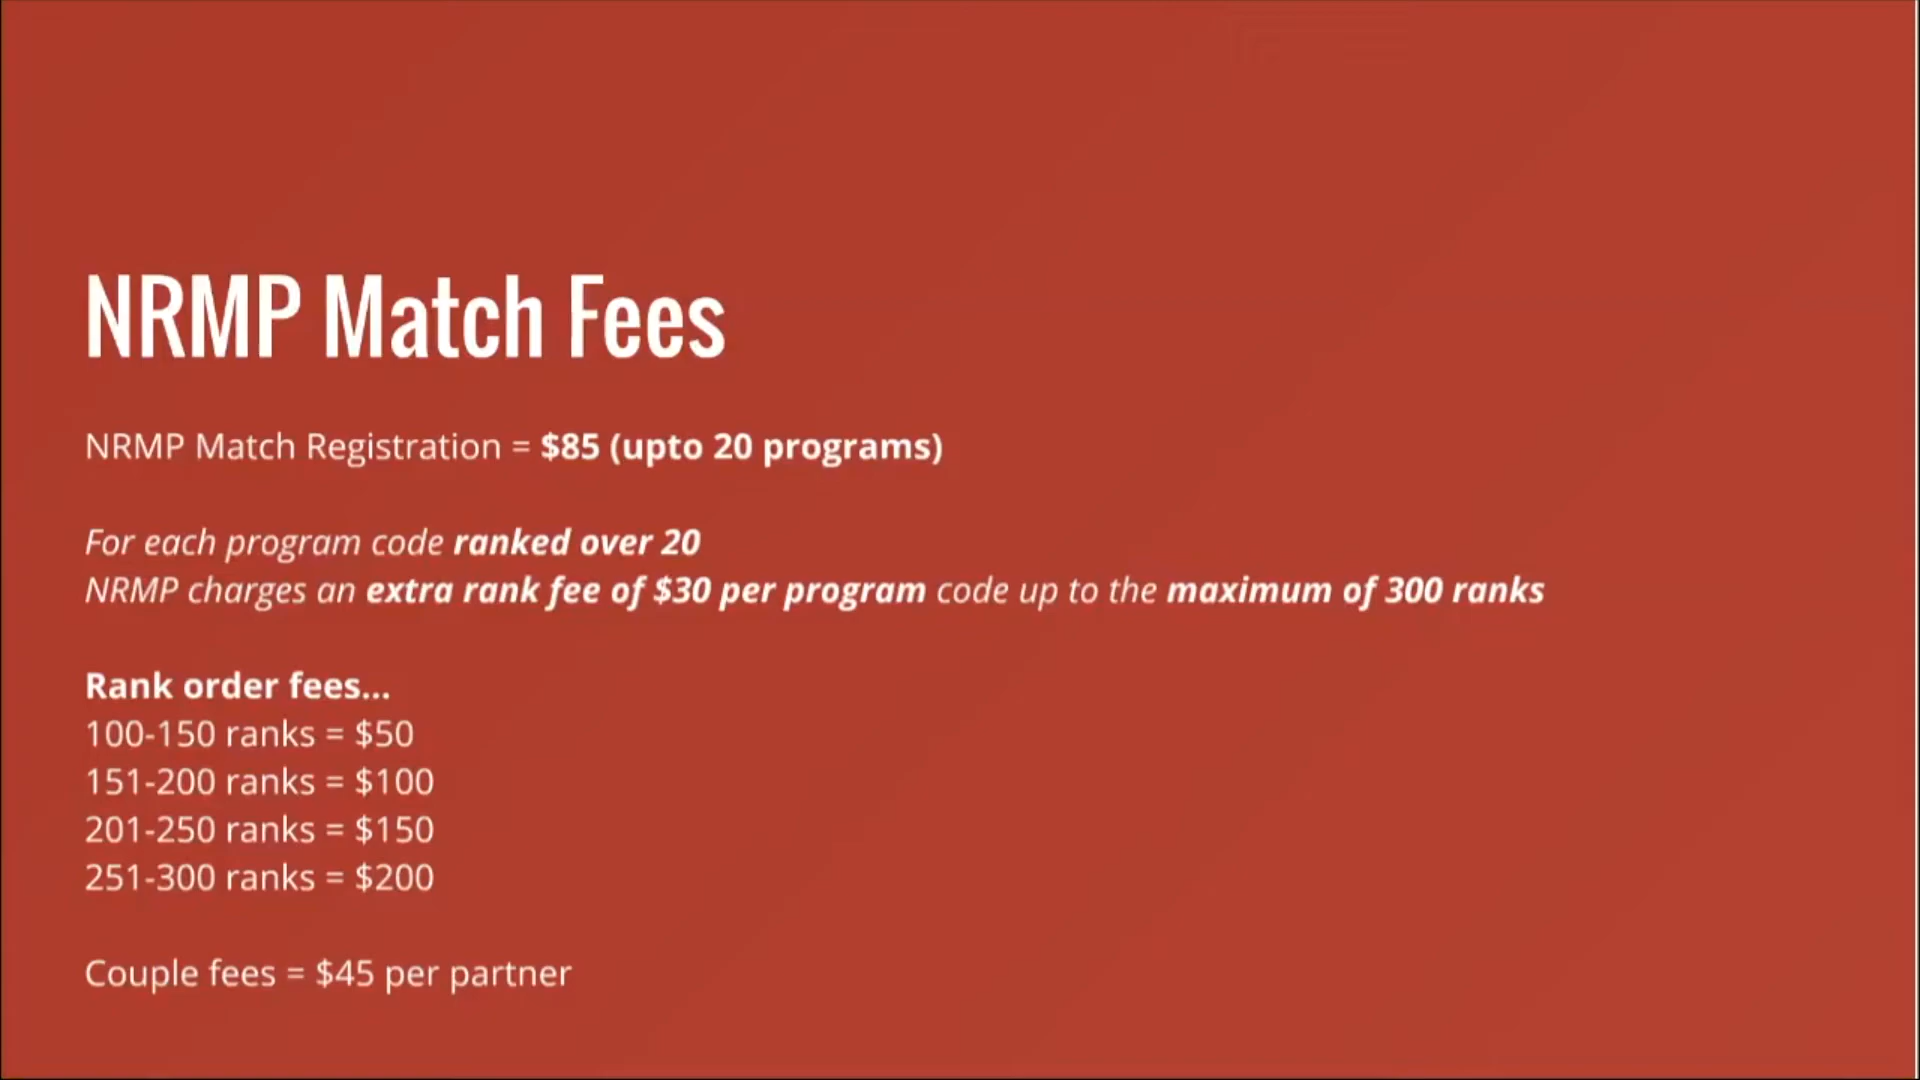 NRMP Match Fees
NRMP Match Registration = $85 (upto 20 programs)
For each program code ranked over 20
NRMP charges an extra rank fee of $30 per program code up to the maximum of 300 ranks
Rank order fees...
100-150 ranks = $50
151-200 ranks = $100
201-250 ranks = $150
251-300 ranks = $200
Couple fees = $45 per partner